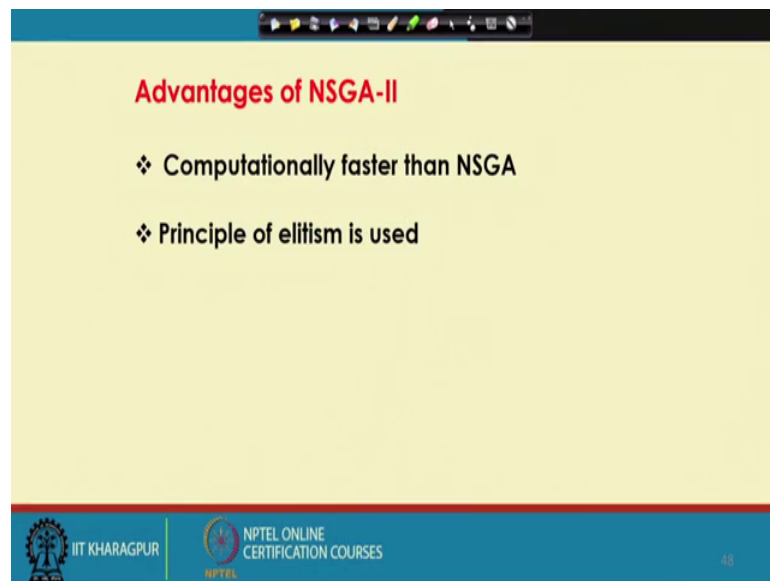 Advantages of NSGA-II
❖ Computationally faster than NSGA
❖ Principle of elitism is used
IIT KHARAGPUR
NPTEL
NPTEL ONLINE
CERTIFICATION COURSES
48